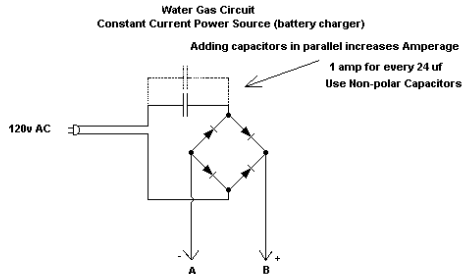 Water Gas Circuit
Constant Current Power Source (battery charger)
Adding capacitors in parallel increases Amperage
1 amp for every 24 uf
Use Non-polar Capacitors
120v AC
- +
A B